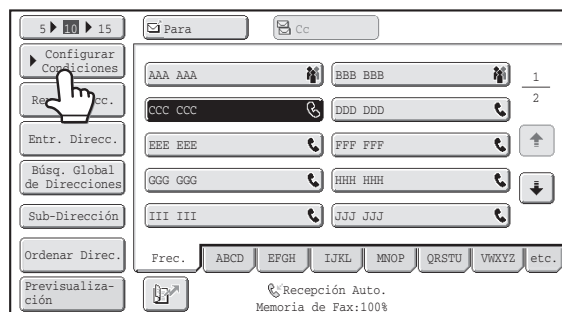 5 10 15
Para
Cc
Configurar
Condiciones
AAA AAA
BBB BBB
1
2
cc.
CCC CCC
DDD DDD
Entr. Direcc.
EEE EEE
FFF FFF
Búsq. Global
de Direcciones
GGG GGG
HHH HHH
Sub-Dirección
III III
JJJ JJJ
Ordenar Direc.
Frec.
ABCD
EFGH
IJKL
MNOP
QRSTU
VWXYZ
etc.
Previsualiza-
ción
Recepción Auto.
Memoria de Fax:100%